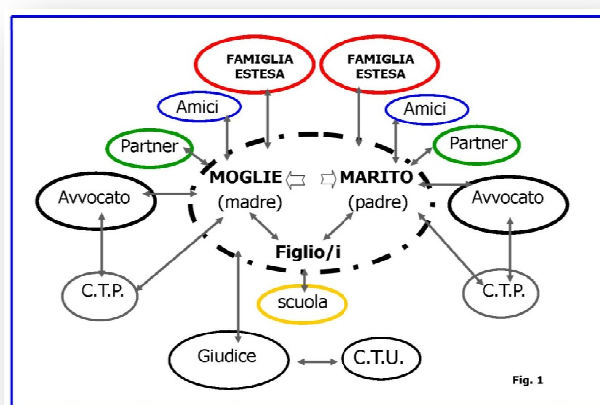 FAMIGLIA
ESTESA
FAMIGLIA
ESTESA
Amici
Amici
Partner
Partner
MOGLIE
(madre)
MARITO
(padre)
Avvocato
Avvocato
Figlio/i
C.T.P.
C.T.P.
scuola
Giudice
C.T.U.
Fig. 1